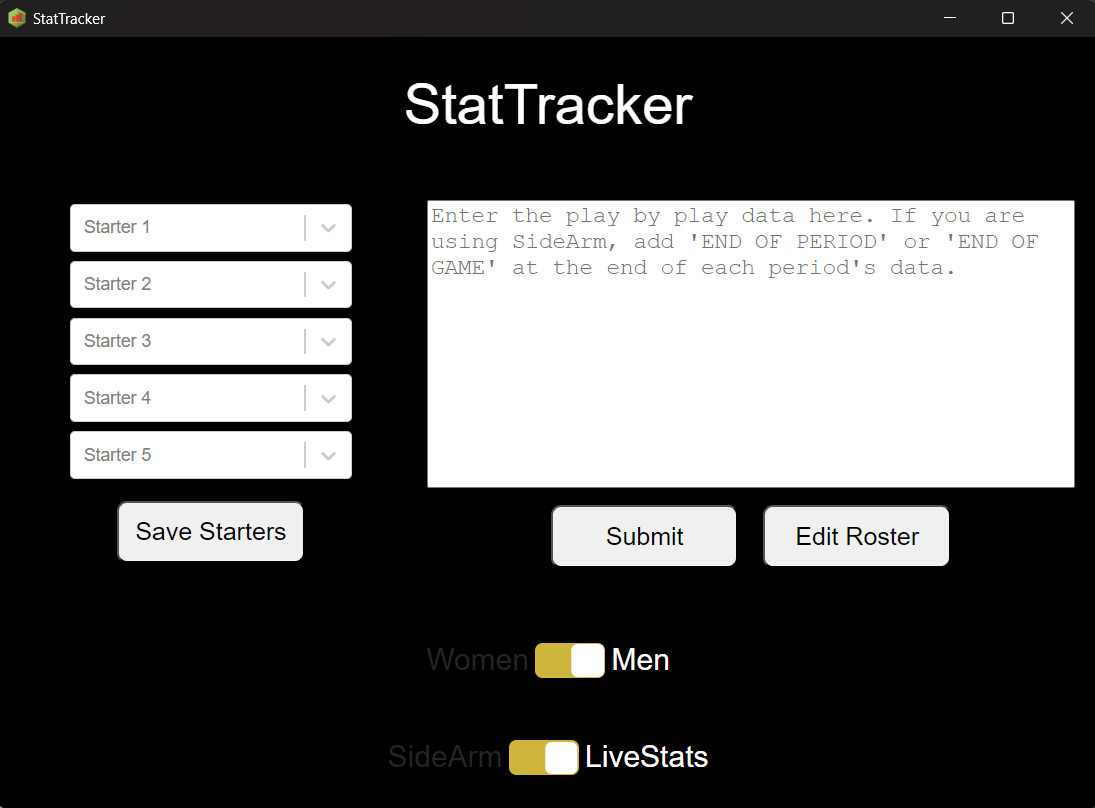 StatTracker
StatTracker
Starter 1
Starter 2
Starter 3
Starter 4
Starter 5
Save Starters
Enter the play by play data here. If you are
using SideArm, add 'END OF PERIOD' or 'END OF
GAME' at the end of each period's data.
Submit
Edit Roster
Women
Men
SideArm
LiveStats